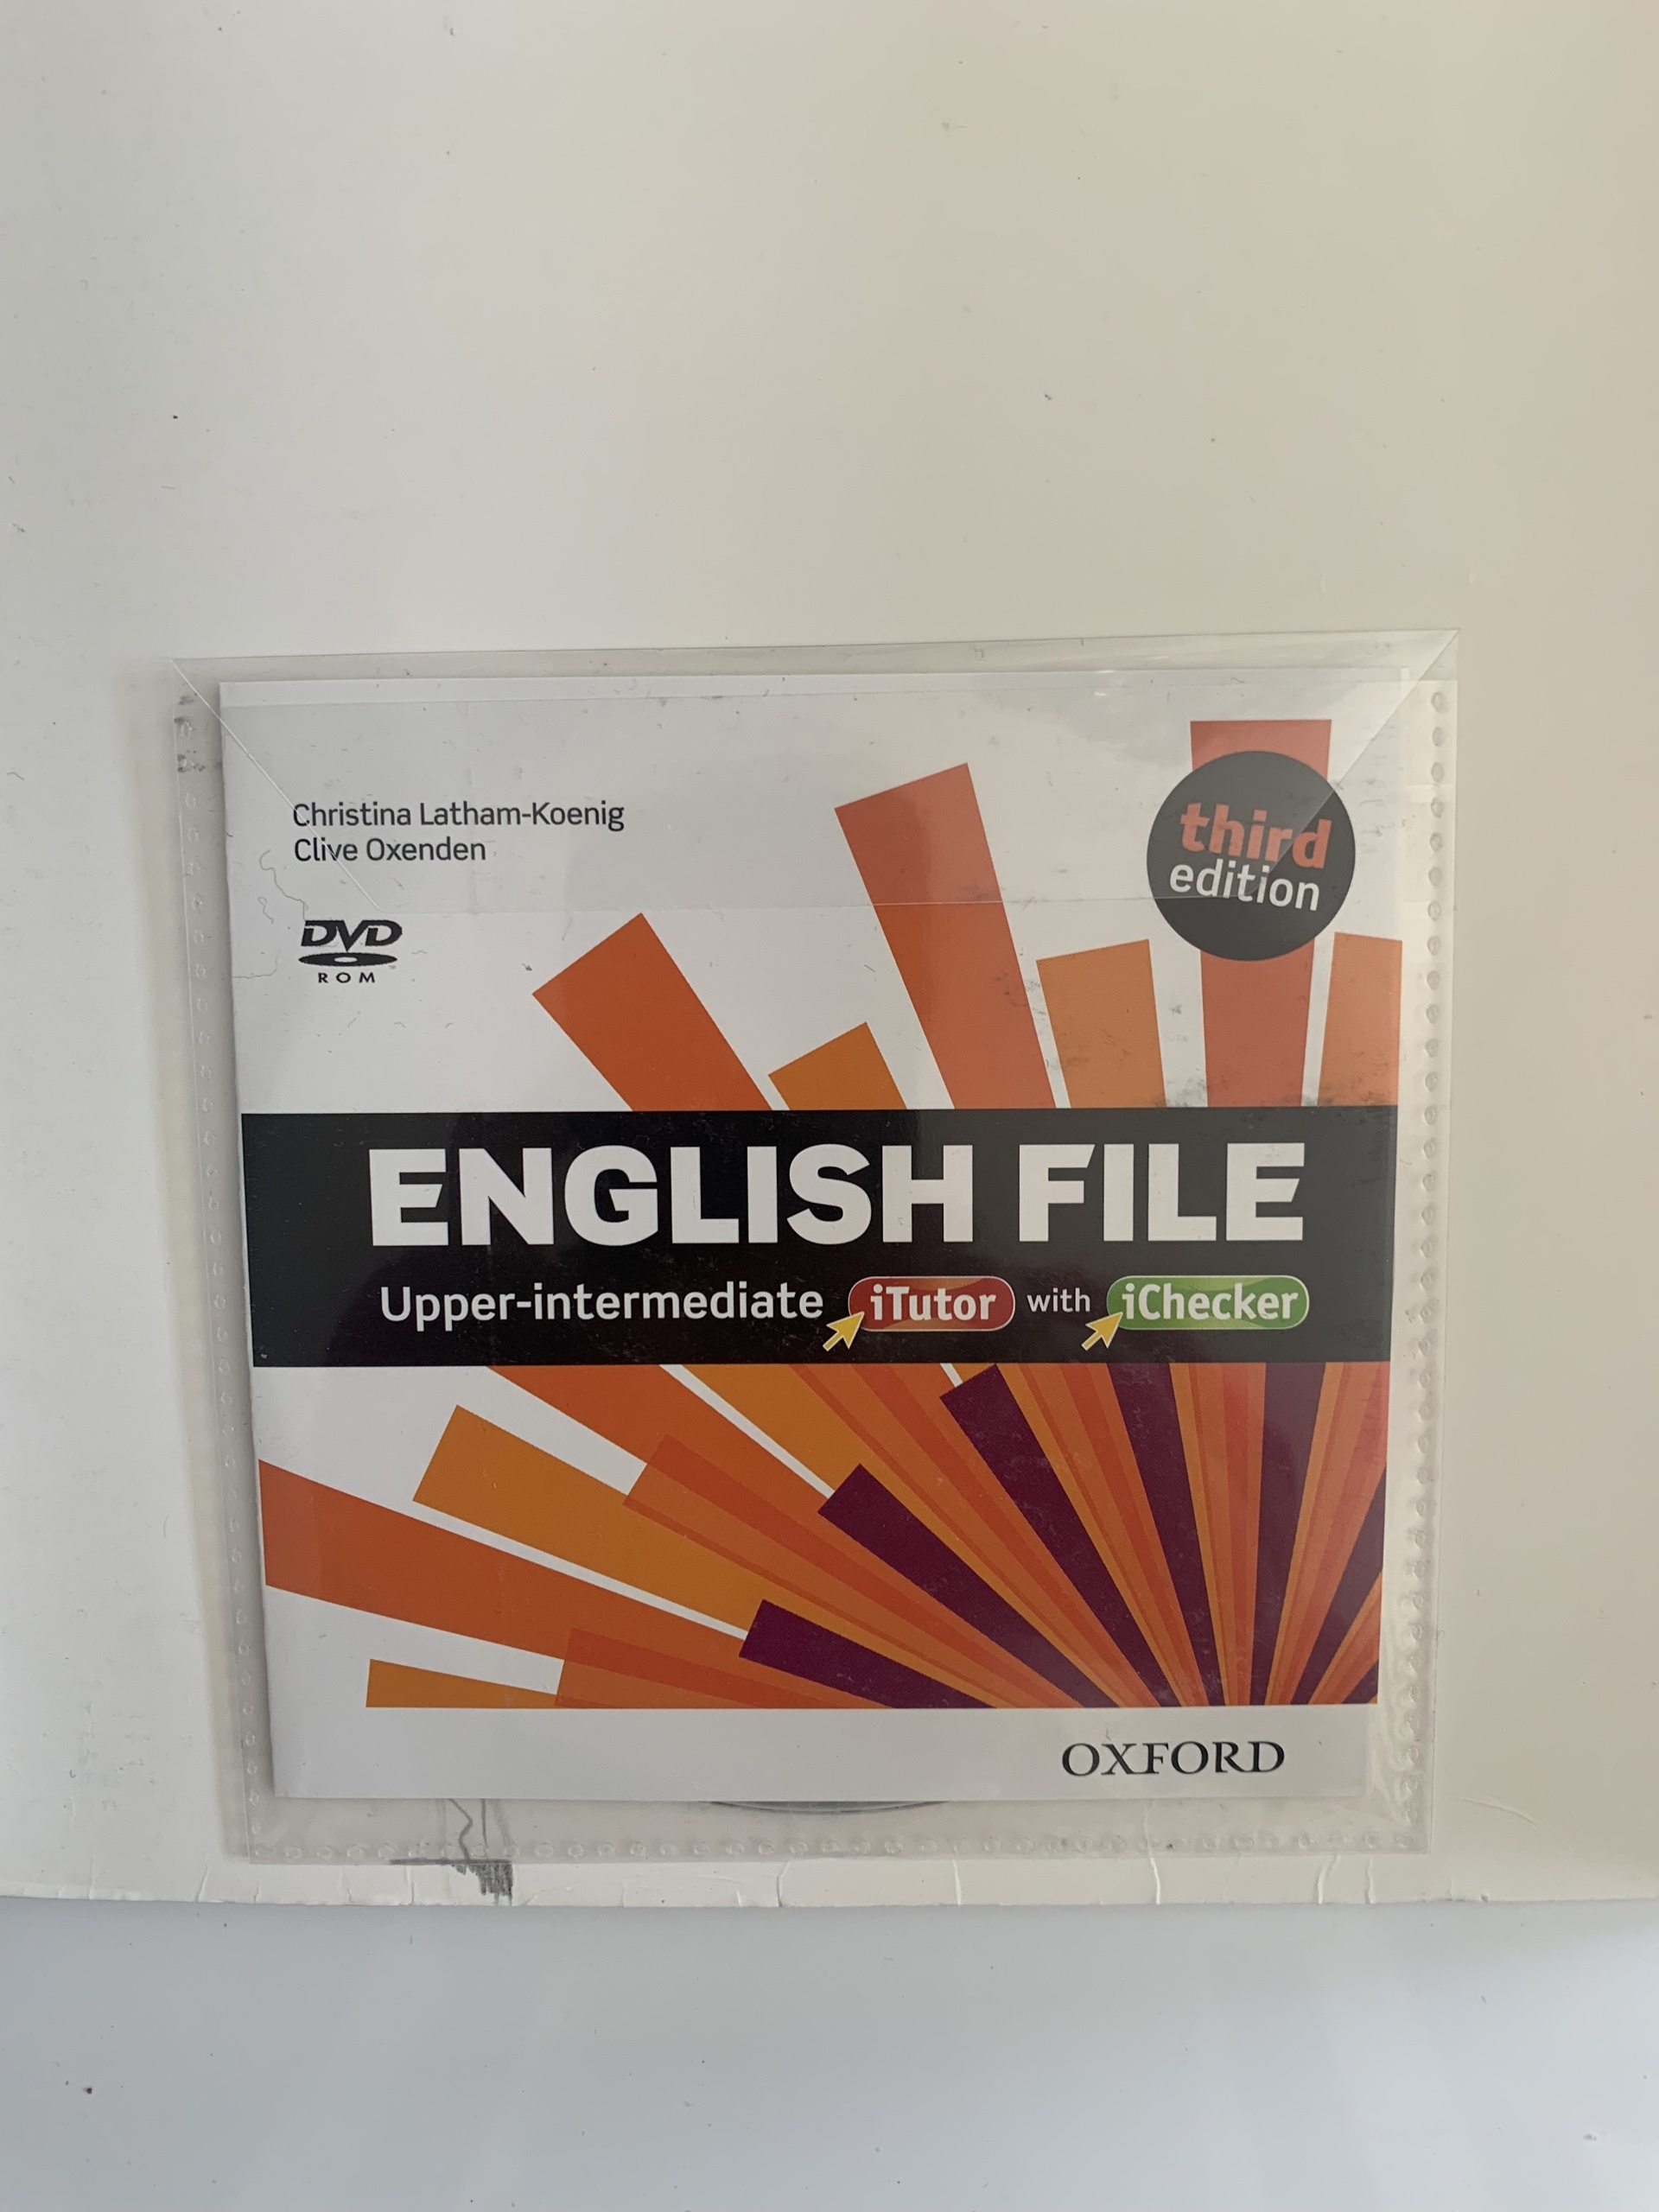 Christina Latham-Koenig
Clive Oxenden
DVD
ROM
third
edition
ENGLISH FILE
Upper-intermediate iTutor with iChecker
OXFORD